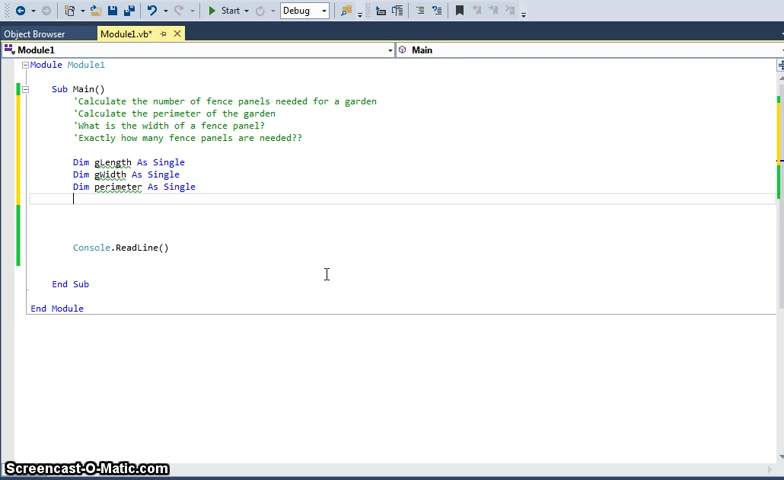 Start
Debug
Object Browser
Module1.vb*
Module1
Main
Module Module1
Sub Main()
'Calculate the number of fence panels needed for a garden
'Calculate the perimeter of the garden
'What is the width of a fence panel?
'Exactly how many fence panels are needed??
Dim gLength As Single
Dim gWidth As Single
Dim perimeter As Single
Console.ReadLine()
End Sub
End Module
Screencast-O-Matic.com